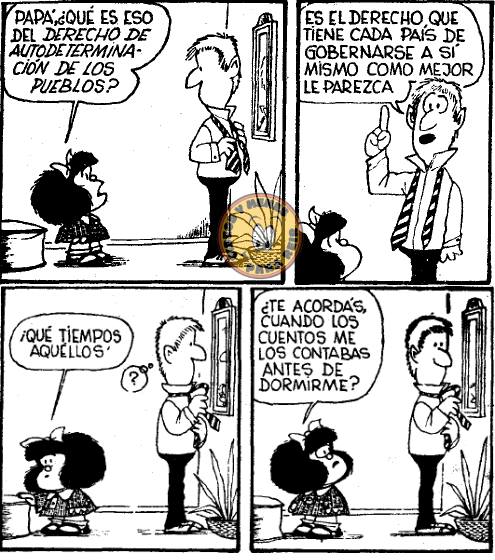 PAPÁ, ¿QUÉ ES ESO
DEL DERECHO DE
AUTODETERMINA-
CIÓN DE LOS
PUEBLOS?
ES EL DERECHO QUE
TIENE CADA PAÍS DE
GOBERNARSE A SÍ
MISMO COMO MEJOR
LE PAREZCA
¡QUÉ TIEMPOS
AQUÉLLOS!
?
¿TE ACORDÁS,
CUANDO LOS
CUENTOS ME
LOS CONTABAS
ANTES DE
DORMIRME?